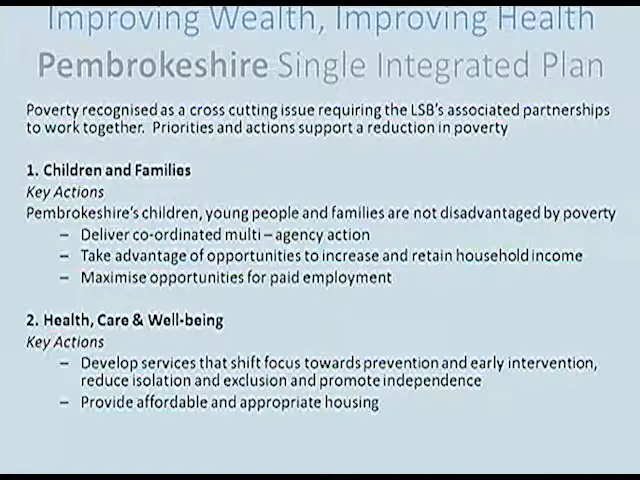 Improving Wealth, Improving Health
Pembrokeshire Single Integrated Plan
Poverty recognised as a cross cutting issue requiring the LSB's associated partnerships
to work together. Priorities and actions support a reduction in poverty
1. Children and Families
Key Actions
Pembrokeshire's children, young people and families are not disadvantaged by poverty
– Deliver co-ordinated multi – agency action
– Take advantage of opportunities to increase and retain household income
– Maximise opportunities for paid employment
2. Health, Care & Well-being
Key Actions
– Develop services that shift focus towards prevention and early intervention,
reduce isolation and exclusion and promote independence
– Provide affordable and appropriate housing